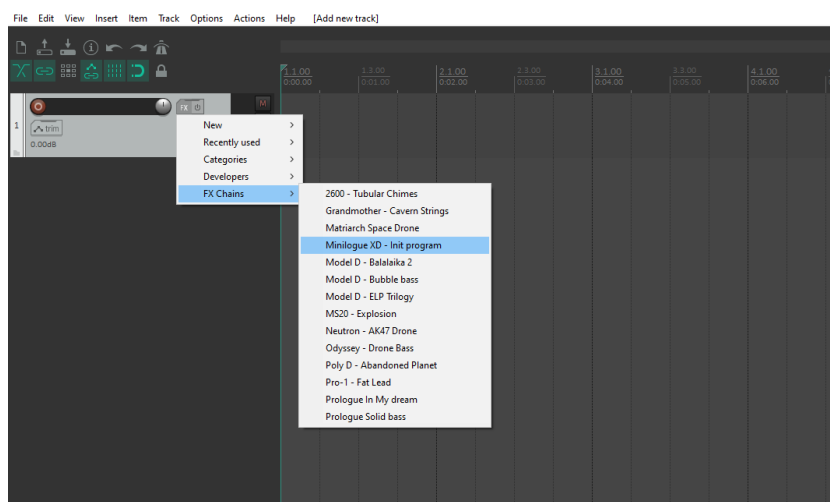 File Edit View Insert Item Track Options Actions Help [Add new track]
1.1.00 1.3.00 2.1.00 2.3.00 3.1.00 3.3.00 4.1.00
0:00.00 0:01.00 0:02.00 0:03.00 0:04.00 0:05.00 0:06.00
FX M
1 trim
0.00dB
New
Recently used
Categories
Developers
FX Chains
2600 - Tubular Chimes
Grandmother - Cavern Strings
Matriarch Space Drone
Minilogue XD - Init program
Model D - Balalaika 2
Model D - Bubble bass
Model D - ELP Trilogy
MS20 - Explosion
Neutron - AK47 Drone
Odyssey - Drone Bass
Poly D - Abandoned Planet
Pro-1 - Fat Lead
Prologue In My dream
Prologue Solid bass